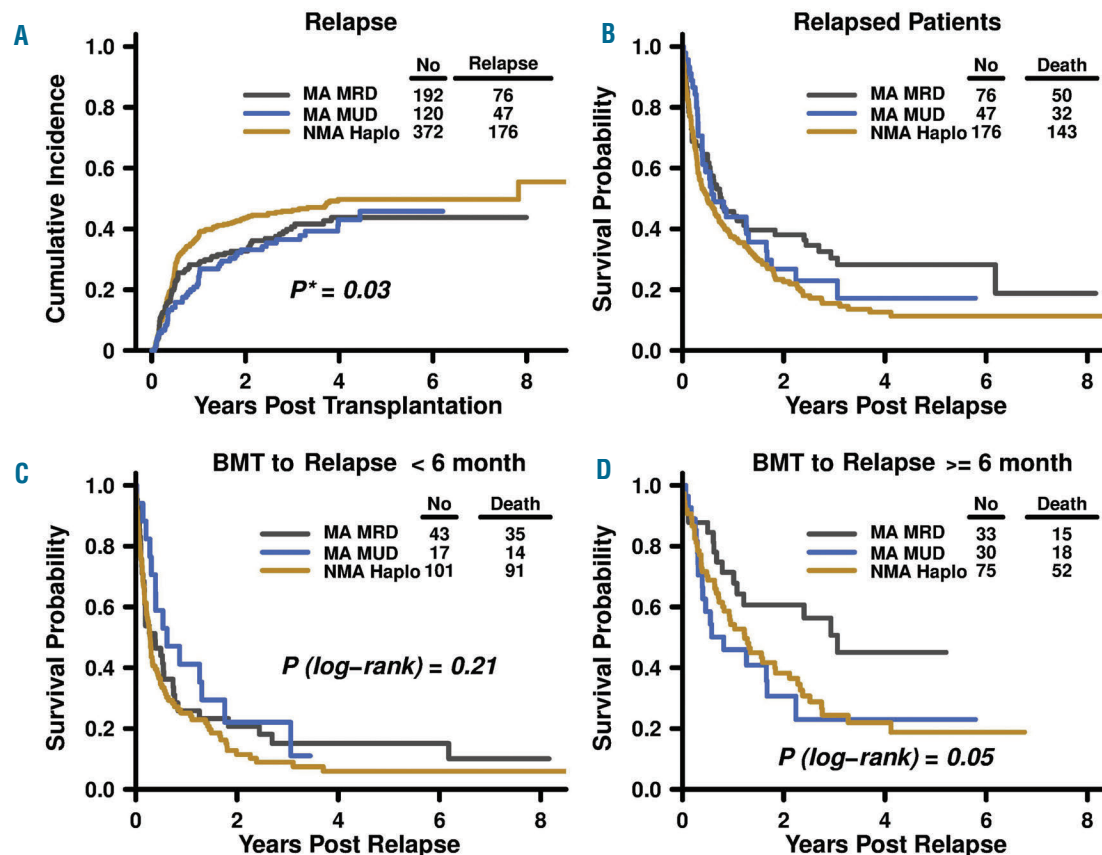 A
Relapse
No Relapse
MA MRD 192 76
MA MUD 120 47
NMA Haplo 372 176
Cumulative Incidence
1.0
0.8
0.6
0.4
0.2
0
P* = 0.03
0 2 4 6 8
Years Post Transplantation
B
Relapsed Patients
No Death
MA MRD 76 50
MA MUD 47 32
NMA Haplo 176 143
Survival Probability
1.0
0.8
0.6
0.4
0.2
0.0
0 2 4 6 8
Years Post Relapse
C
BMT to Relapse < 6 month
No Death
MA MRD 43 35
MA MUD 17 14
NMA Haplo 101 91
Survival Probability
1.0
0.8
0.6
0.4
0.2
0.0
P (log–rank) = 0.21
0 2 4 6 8
Years Post Relapse
D
BMT to Relapse >= 6 month
No Death
MA MRD 33 15
MA MUD 30 18
NMA Haplo 75 52
Survival Probability
1.0
0.8
0.6
0.4
0.2
0.0
P (log–rank) = 0.05
0 2 4 6 8
Years Post Relapse